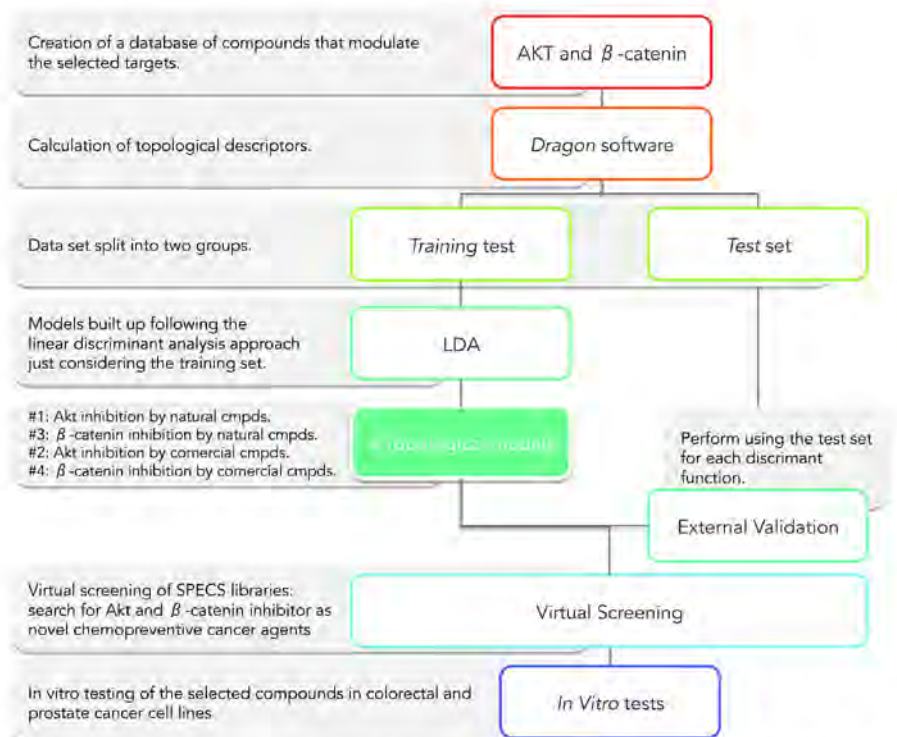 Creation of a database of compounds that modulate
the selected targets.
AKT and β-catenin
Calculation of topological descriptors.
Dragon software
Data set split into two groups.
Training test
Test set
Models built up following the
linear discriminant analysis approach
just considering the training set.
LDA
#1: Akt inhibition by natural cmpds.
#3: β-catenin inhibition by natural cmpds.
#2: Akt inhibition by comercial cmpds.
#4: β-catenin inhibition by comercial cmpds.
Perform using the test set
for each discrimant
function.
External Validation
Virtual screening of SPECS libraries:
search for Akt and β-catenin inhibitor as
novel chemopreventive cancer agents
Virtual Screening
In vitro testing of the selected compounds in colorectal and
prostate cancer cell lines
In Vitro tests